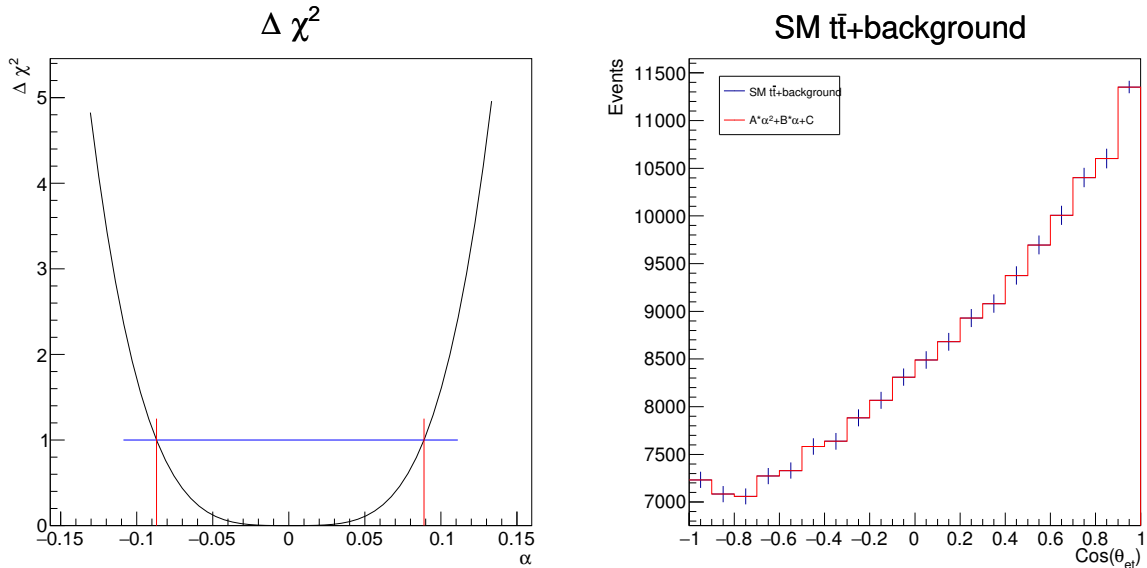 Δ χ²
Δ χ²
5
4
3
2
1
0
−0.15 −0.1 −0.05 0 0.05 0.1 0.15
α
SM tt̄+background
Events
SM tt̄+background
A*α²+B*α+C
11500
11000
10500
10000
9500
9000
8500
8000
7500
7000
−1 −0.8 −0.6 −0.4 −0.2 0 0.2 0.4 0.6 0.8 1
Cos(θ_et)